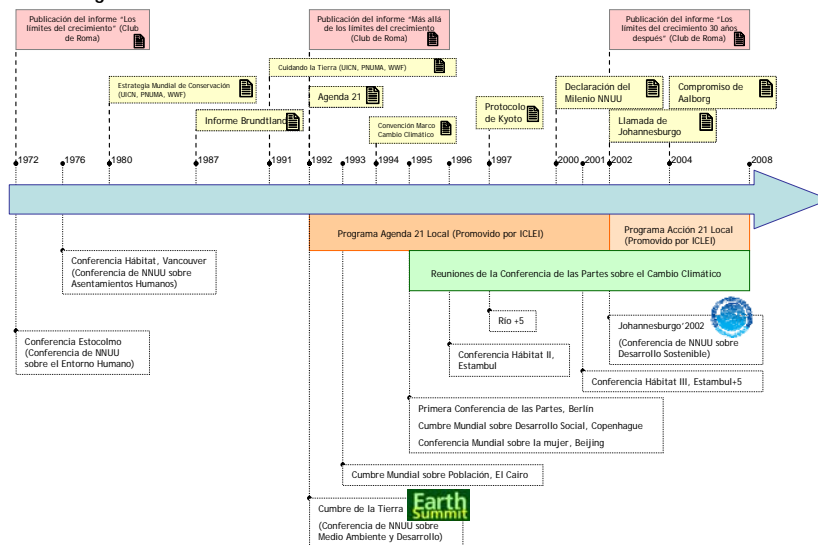 Publicación del informe "Los
límites del crecimiento" (Club
de Roma)
Publicación del informe "Más allá
de los límites del crecimiento
(Club de Roma)
Publicación del informe "Los
límites del crecimiento 30 años
después" (Club de Roma)
Estrategia Mundial de Conservación
(UICN, PNUMA, WWF)
Cuidando la Tierra (UICN, PNUMA, WWF)
Agenda 21
Informe Brundtland
Convención Marco
Cambio Climático
Protocolo
de Kyoto
Declaración del
Milenio NNUU
Compromiso de
Aalborg
Llamada de
Johannesburgo
1972
1976
1980
1987
1991
1992
1993
1994
1995
1996
1997
2000
2001
2002
2004
2008
Programa Agenda 21 Local (Promovido por ICLEI)
Programa Acción 21 Local
(Promovido por ICLEI)
Reuniones de la Conferencia de las Partes sobre el Cambio Climático
Conferencia Hábitat, Vancouver
(Conferencia de NNUU sobre
Asentamientos Humanos)
Conferencia Estocolmo
(Conferencia de NNUU
sobre el Entorno Humano)
Río +5
Conferencia Hábitat II,
Estambul
Johannesburgo'2002
(Conferencia de NNUU sobre
Desarrollo Sostenible)
Conferencia Hábitat III, Estambul+5
Primera Conferencia de las Partes, Berlín
Cumbre Mundial sobre Desarrollo Social, Copenhague
Conferencia Mundial sobre la mujer, Beijing
Cumbre Mundial sobre Población, El Cairo
Cumbre de la Tierra
(Conferencia de NNUU sobre
Medio Ambiente y Desarrollo)
Earth
Summit